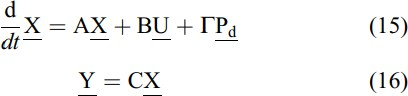 d/dt X = AX + BU + ΓP_d (15)
Y = CX (16)